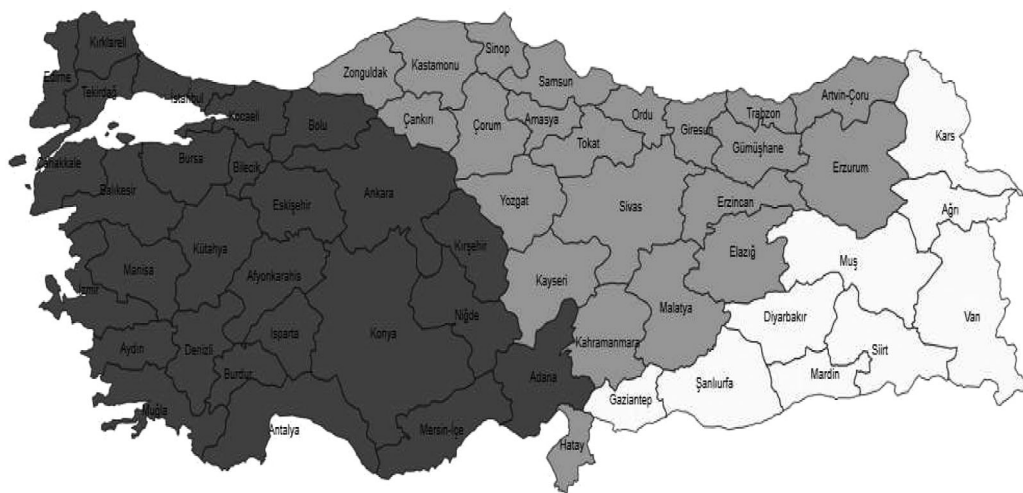 Kırklareli
Edirne
Tekirdağ
İstanbul
Kocaeli
Zonguldak
Kastamonu
Sinop
Samsun
Çankırı
Çorum
Amasya
Tokat
Ordu
Giresun
Trabzon
Gümüşhane
Artvin-Çoru
Kars
Çanakkale
Balıkesir
Bursa
Bilecik
Bolu
Eskişehir
Ankara
Yozgat
Sivas
Erzincan
Erzurum
Ağrı
İzmir
Manisa
Kütahya
Afyonkarahis
Kırşehir
Kayseri
Malatya
Elazığ
Muş
Van
Aydın
Denizli
Isparta
Burdur
Konya
Niğde
Adana
Kahramanmara
Diyarbakır
Siirt
Mardin
Şanlıurfa
Gaziantep
Muğla
Antalya
Mersin-İçe
Hatay